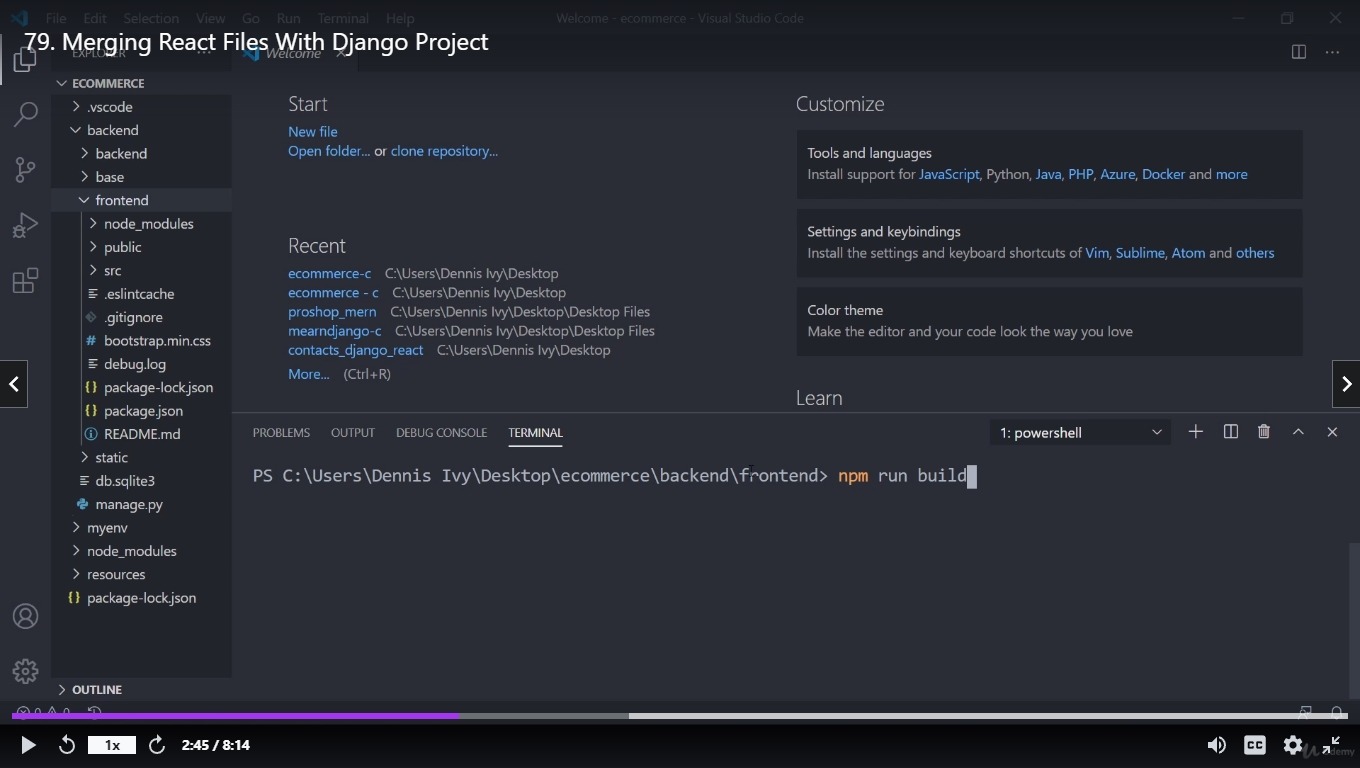 File Edit Selection View Go Run Terminal Help Welcome - ecommerce - Visual Studio Code
79. Merging React Files With Django Project
EXPLORER ... Welcome
ECOMMERCE
.vscode
backend
backend
base
frontend
node_modules
public
src
.eslintcache
.gitignore
# bootstrap.min.css
debug.log
{} package-lock.json
{} package.json
README.md
static
db.sqlite3
manage.py
myenv
node_modules
resources
{} package-lock.json
OUTLINE
Start
New file
Open folder... or clone repository...
Recent
ecommerce-c C:\Users\Dennis Ivy\Desktop
ecommerce - c C:\Users\Dennis Ivy\Desktop
proshop_mern C:\Users\Dennis Ivy\Desktop\Desktop Files
mearndjango-c C:\Users\Dennis Ivy\Desktop\Desktop Files
contacts_django_react C:\Users\Dennis Ivy\Desktop
More... (Ctrl+R)
Customize
Tools and languages
Install support for JavaScript, Python, Java, PHP, Azure, Docker and more
Settings and keybindings
Install the settings and keyboard shortcuts of Vim, Sublime, Atom and others
Color theme
Make the editor and your code look the way you love
Learn
PROBLEMS OUTPUT DEBUG CONSOLE TERMINAL 1: powershell
PS C:\Users\Dennis Ivy\Desktop\ecommerce\backend\frontend> npm run build
0 0
1x 2:45 / 8:14 CC
Udemy